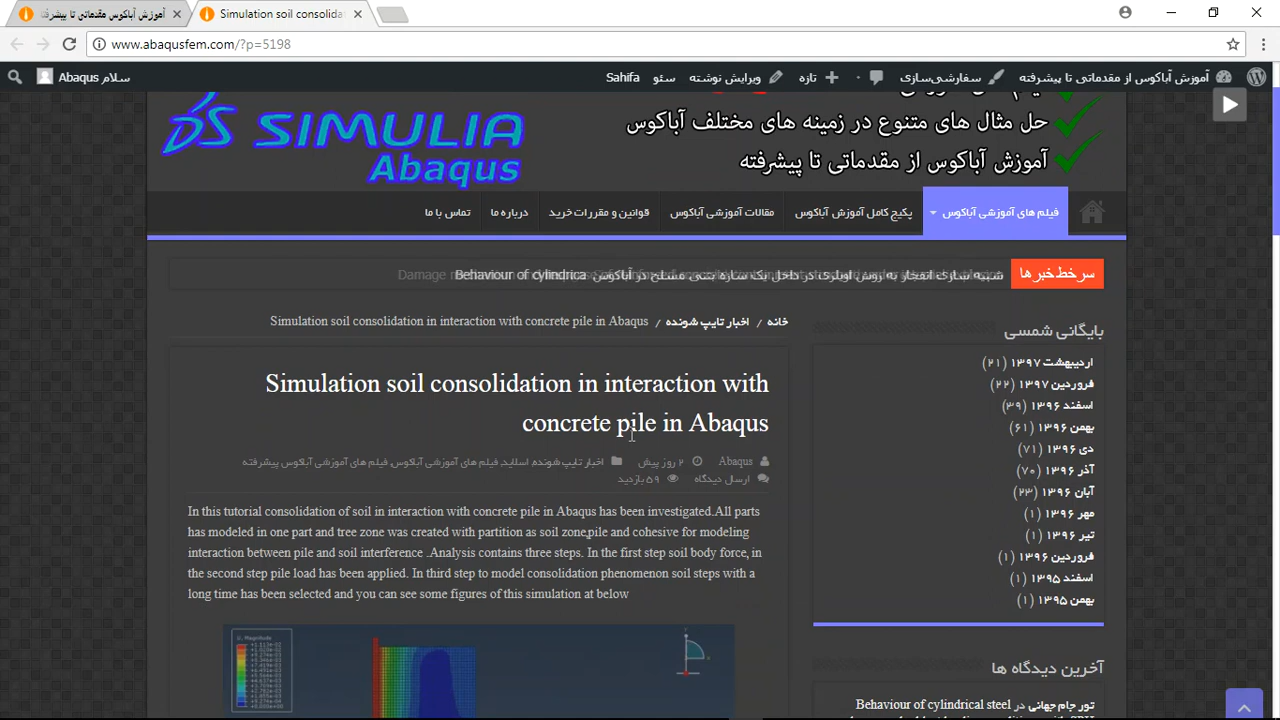 آموزش آباکوس مقدماتی تا پیشرفته
Simulation soil consolida
www.abaqusfem.com/?p=5198
آموزش آباکوس از مقدماتی تا پیشرفته
سفارشی‌سازی
۰
تازه
ویرایش نوشته
سئو
Sahifa
سلام Abaqus
SIMULIA
Abaqus
حل مثال های متنوع در زمینه های مختلف آباکوس
آموزش آباکوس از مقدماتی تا پیشرفته
فیلم های آموزشی آباکوس
پکیج کامل آموزش آباکوس
مقالات آموزشی آباکوس
قوانین و مقررات خرید
درباره ما
تماس با ما
سرخط خبرها
Behaviour of cylindrica
خانه / اخبار تایپ شونده / Simulation soil consolidation in interaction with concrete pile in Abaqus
Simulation soil consolidation in interaction with
concrete pile in Abaqus
Abaqus ۲ روز پیش اخبار تایپ شونده, اسلاید, فیلم های آموزشی آباکوس, فیلم های آموزشی آباکوس پیشرفته
ارسال دیدگاه ۵۹ بازدید
In this tutorial consolidation of soil in interaction with concrete pile in Abaqus has been investigated.All parts
has modeled in one part and tree zone was created with partition as soil zone,pile and cohesive for modeling
interaction between pile and soil interference .Analysis contains three steps. In the first step soil body force, in
the second step pile load has been applied. In third step to model consolidation phenomenon soil steps with a
long time has been selected and you can see some figures of this simulation at below
U, Magnitude
بایگانی شمسی
اردیبهشت ۱۳۹۷ (۲۱)
فروردین ۱۳۹۷ (۲۲)
اسفند ۱۳۹۶ (۳۹)
بهمن ۱۳۹۶ (۶۱)
دی ۱۳۹۶ (۷۱)
آذر ۱۳۹۶ (۷۰)
آبان ۱۳۹۶ (۲۳)
مهر ۱۳۹۶ (۱)
تیر ۱۳۹۶ (۱)
فروردین ۱۳۹۶ (۱)
اسفند ۱۳۹۵ (۱)
بهمن ۱۳۹۵ (۱)
آخرین دیدگاه ها
تور جام جهانی در Behaviour of cylindrical steel